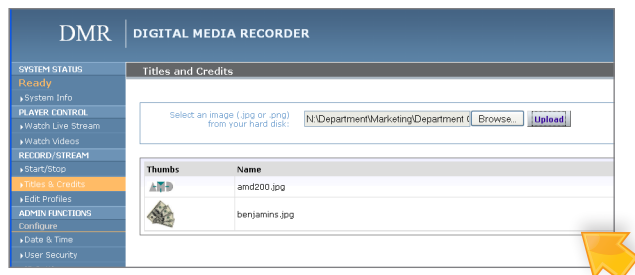 DMR DIGITAL MEDIA RECORDER
SYSTEM STATUS
Ready
System Info
PLAYER CONTROL
Watch Live Stream
Watch Videos
RECORD/STREAM
Start/Stop
Titles & Credits
Edit Profiles
ADMIN FUNCTIONS
Configure
Date & Time
User Security
Titles and Credits
Select an image (.jpg or .png)
from your hard disk:
N:\Department\Marketing\Department Browse... Upload
Thumbs Name
amd200.jpg
benjamins.jpg